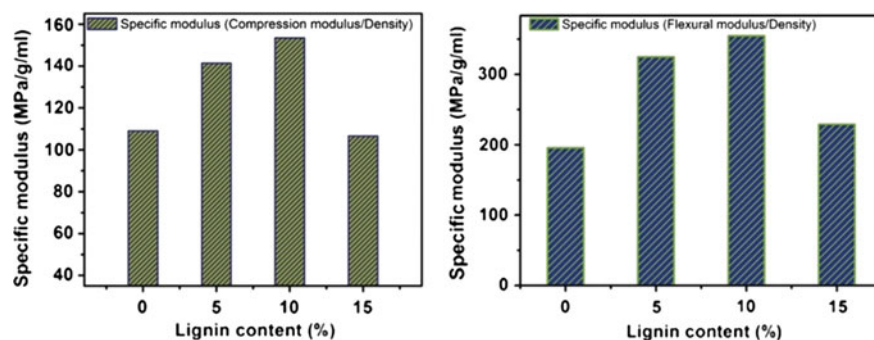 Specific modulus (Compression modulus/Density)
160
140
120
100
80
60
40
Specific modulus (MPa/g/ml)
0 5 10 15
Lignin content (%)
Specific modulus (Flexural modulus/Density)
300
200
100
0
Specific modulus (MPa/g/ml)
0 5 10 15
Lignin content (%)